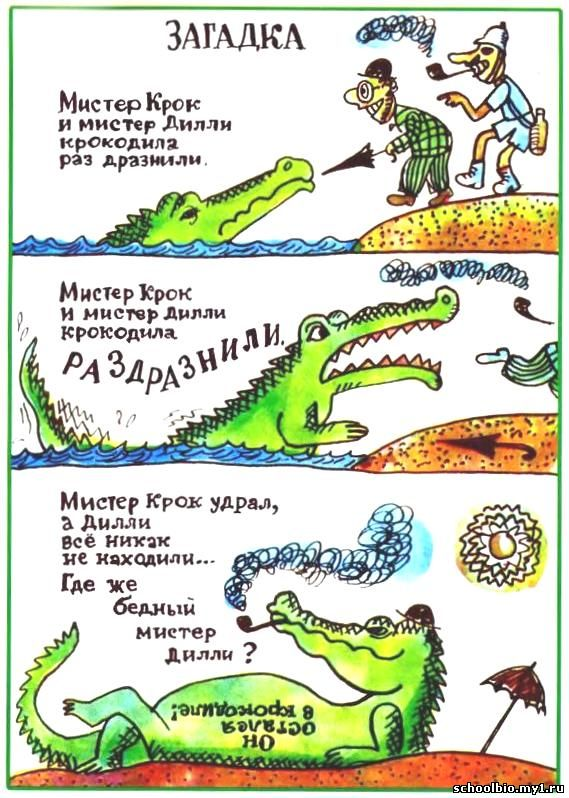 ЗАГАДКА
Мистер Крок
и мистер Дилли
крокодила
раз дразнили.
Мистер Крок
и мистер Дилли
крокодила
РАЗДРАЗНИЛИ.
Мистер Крок удрал,
а Дилли
всё никак
не находили...
Где же
бедный
мистер
Дилли?
Он
остался
в крокодиле!
schoolbio.my1.ru